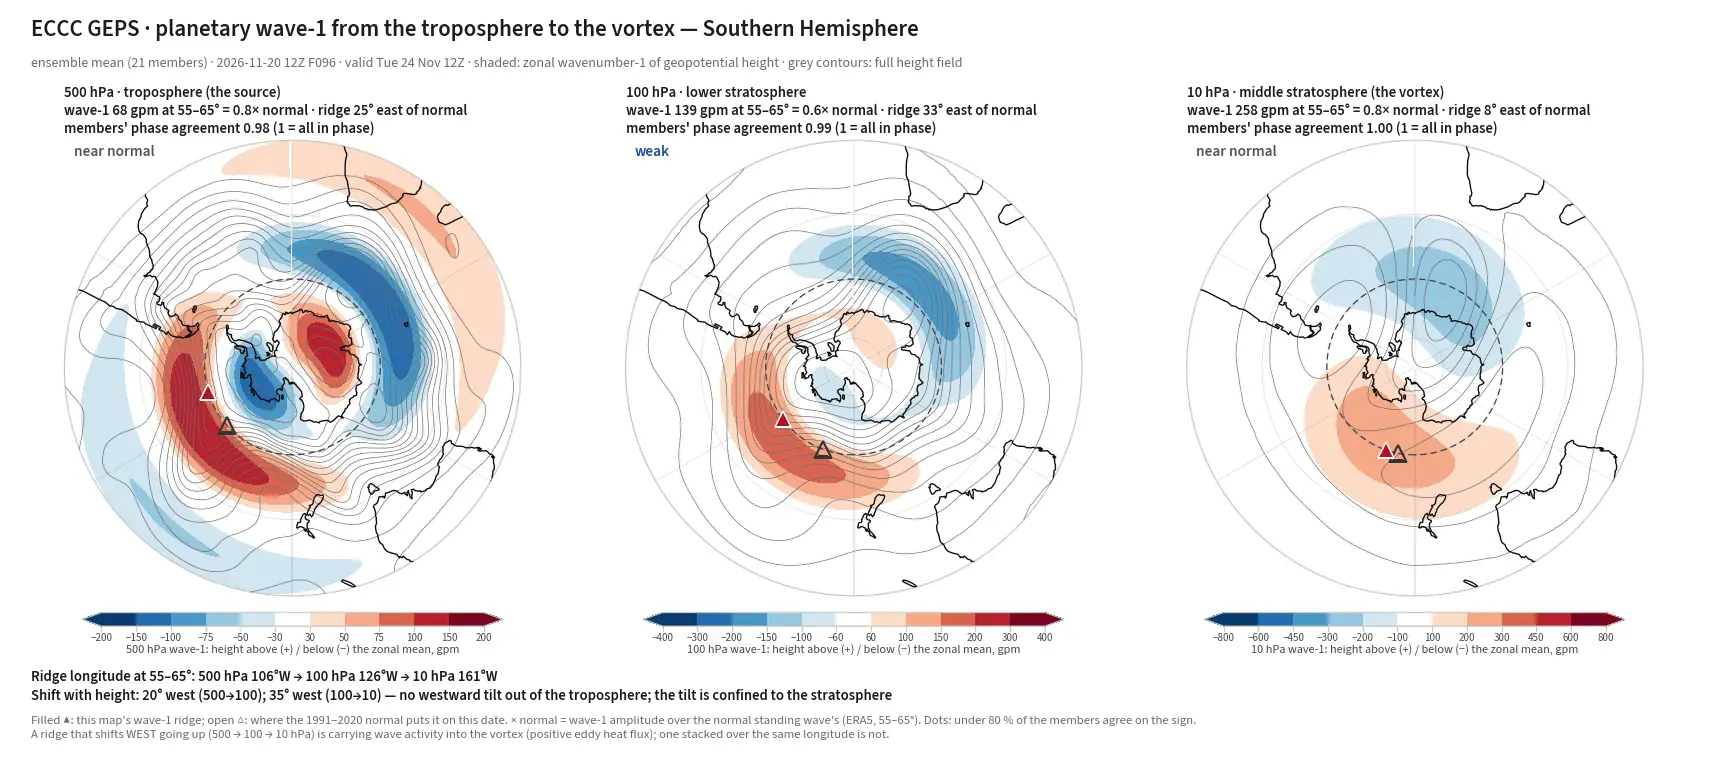 ECCC GEPS · planetary wave-1 from the troposphere to the vortex — Southern Hemisphere
ensemble mean (21 members) · 2026-11-20 12Z F096 · valid Tue 24 Nov 12Z · shaded: zonal wavenumber-1 of geopotential height · grey contours: full height field
500 hPa · troposphere (the source)
wave-1 68 gpm at 55–65° = 0.8× normal · ridge 25° east of normal
members' phase agreement 0.98 (1 = all in phase)
near normal
100 hPa · lower stratosphere
wave-1 139 gpm at 55–65° = 0.6× normal · ridge 33° east of normal
members' phase agreement 0.99 (1 = all in phase)
weak
10 hPa · middle stratosphere (the vortex)
wave-1 258 gpm at 55–65° = 0.8× normal · ridge 8° east of normal
members' phase agreement 1.00 (1 = all in phase)
near normal
−200 −150 −100 −75 −50 −30 30 50 75 100 150 200
500 hPa wave-1: height above (+) / below (−) the zonal mean, gpm
−400 −300 −200 −150 −100 −60 60 100 150 200 300 400
100 hPa wave-1: height above (+) / below (−) the zonal mean, gpm
−800 −600 −450 −300 −200 −100 100 200 300 450 600 800
10 hPa wave-1: height above (+) / below (−) the zonal mean, gpm
Ridge longitude at 55–65°: 500 hPa 106°W → 100 hPa 126°W → 10 hPa 161°W
Shift with height: 20° west (500→100); 35° west (100→10) — no westward tilt out of the troposphere; the tilt is confined to the stratosphere
Filled ▲: this map's wave-1 ridge; open △: where the 1991–2020 normal puts it on this date. × normal = wave-1 amplitude over the normal standing wave's (ERA5, 55–65°). Dots: under 80 % of the members agree on the sign.
A ridge that shifts WEST going up (500 → 100 → 10 hPa) is carrying wave activity into the vortex (positive eddy heat flux); one stacked over the same longitude is not.